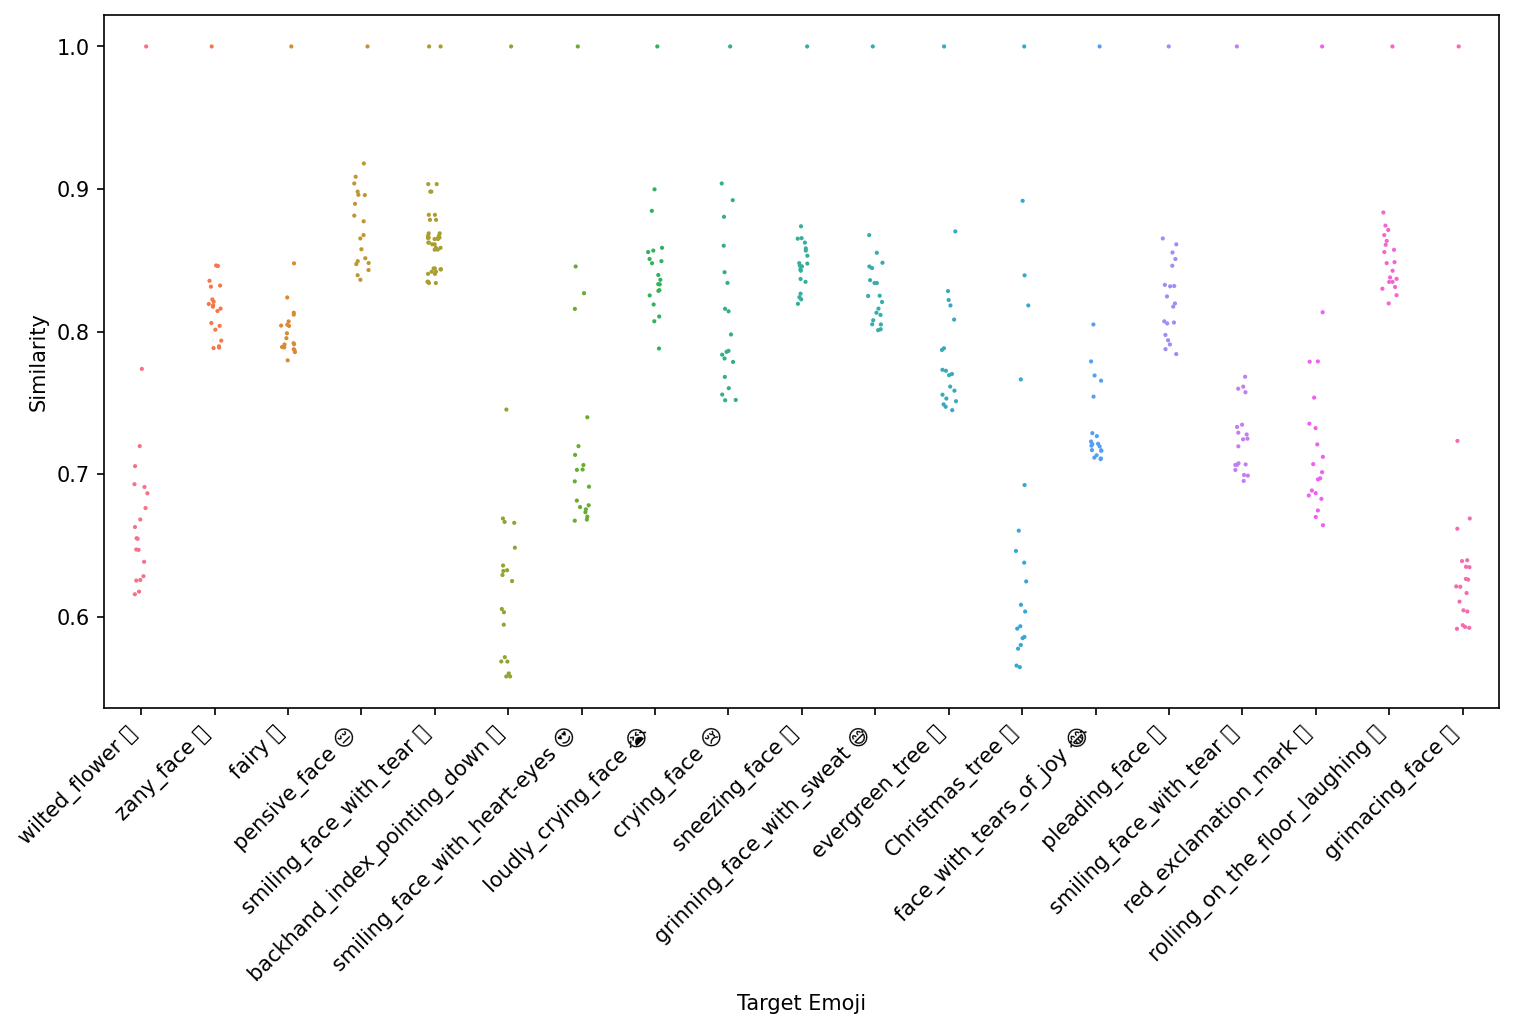 1.0
0.9
0.8
0.7
0.6
Similarity
wilted_flower ▯
zany_face ▯
fairy ▯
pensive_face 😔
smiling_face_with_tear ▯
backhand_index_pointing_down ▯
smiling_face_with_heart-eyes 😍
loudly_crying_face 😭
crying_face 😢
sneezing_face ▯
grinning_face_with_sweat 😅
evergreen_tree ▯
Christmas_tree ▯
face_with_tears_of_joy 😂
pleading_face ▯
smiling_face_with_tear ▯
red_exclamation_mark ▯
rolling_on_the_floor_laughing ▯
grimacing_face ▯
Target Emoji